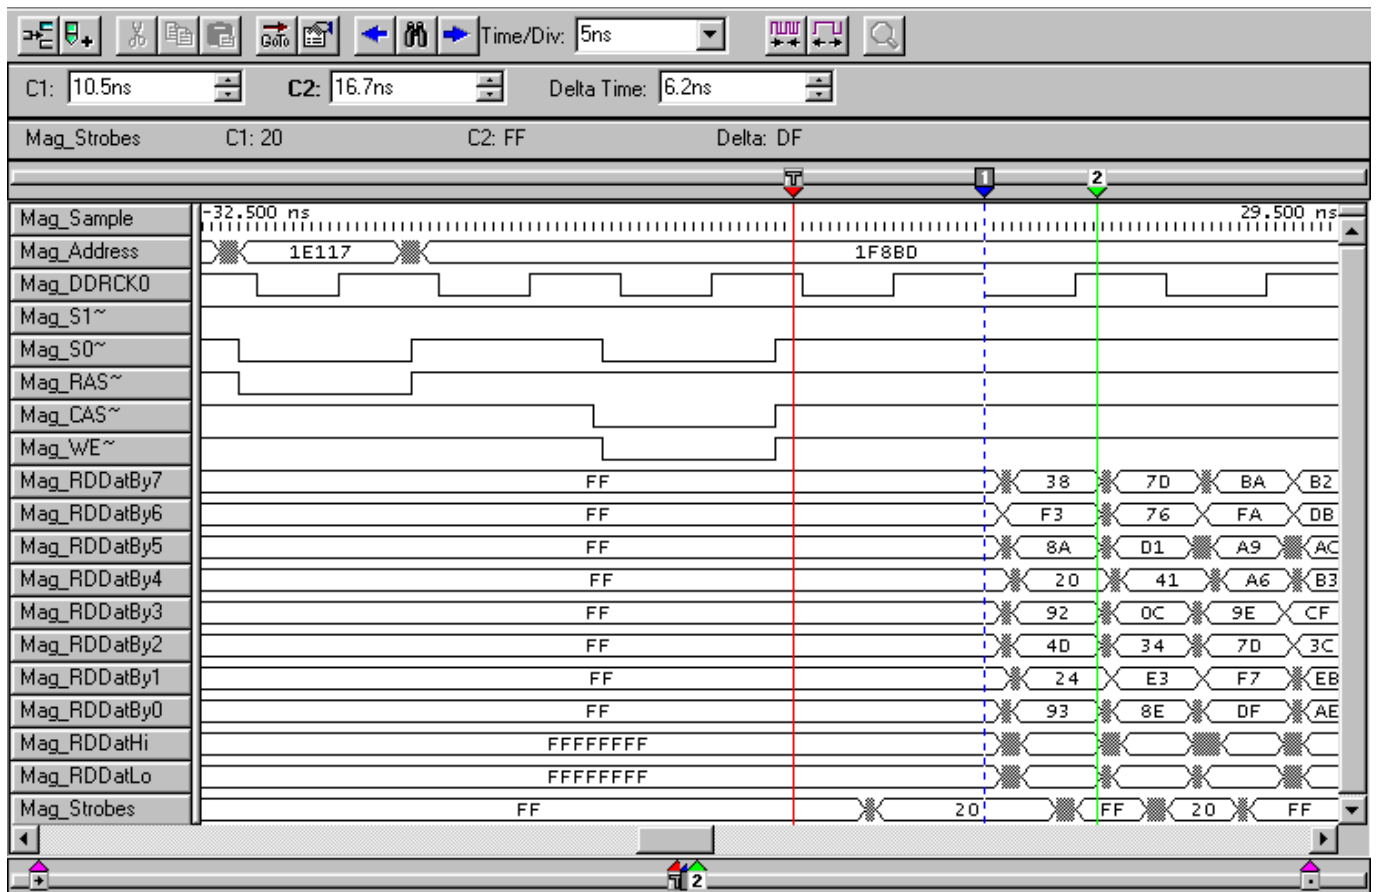 GoTo Time/Div: 5ns
C1: 10.5ns C2: 16.7ns Delta Time: 6.2ns
Mag_Strobes C1: 20 C2: FF Delta: DF
T 1 2
Mag_Sample -32.500 ns 29.500 ns
Mag_Address 1E117 1F8BD
Mag_DDRCK0
Mag_S1~
Mag_S0~
Mag_RAS~
Mag_CAS~
Mag_WE~
Mag_RDDatBy7 FF 38 7D BA B2
Mag_RDDatBy6 FF F3 76 FA DB
Mag_RDDatBy5 FF 8A D1 A9 AC
Mag_RDDatBy4 FF 20 41 A6 B3
Mag_RDDatBy3 FF 92 0C 9E CF
Mag_RDDatBy2 FF 4D 34 7D 3C
Mag_RDDatBy1 FF 24 E3 F7 EB
Mag_RDDatBy0 FF 93 8E DF AE
Mag_RDDatHi FFFFFFFF
Mag_RDDatLo FFFFFFFF
Mag_Strobes FF 20 FF 20 FF
T 2